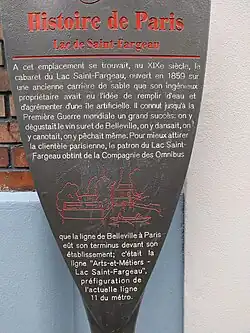 Histoire de Paris
Lac de Saint-Fargeau
A cet emplacement se trouvait, au XIXe siècle, le
cabaret du Lac Saint-Fargeau, ouvert en 1859 sur
une ancienne carrière de sable que son ingénieux
propriétaire avait eu l'idée de remplir d'eau et
d'agrémenter d'une île artificielle. Il connut jusqu'à la
Première Guerre mondiale un grand succès: on y
dégustait le vin suret de Belleville, on y dansait, on
y canotait, on y pêchait même. Pour mieux attirer
la clientèle parisienne, le patron du Lac Saint-
Fargeau obtint de la Compagnie des Omnibus
que la ligne de Belleville à Paris
eût son terminus devant son
établissement; c'était la
ligne "Arts-et-Métiers -
Lac Saint-Fargeau",
préfiguration de
l'actuelle ligne
11 du métro.